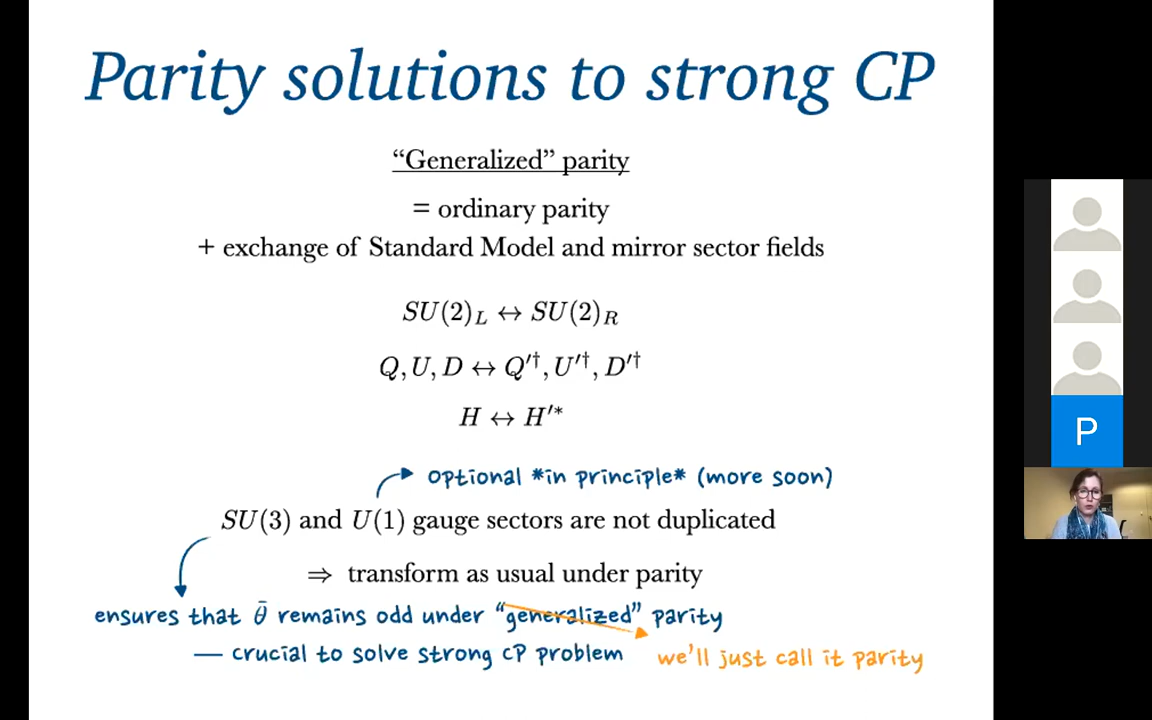 Parity solutions to strong CP
“Generalized” parity
= ordinary parity
+ exchange of Standard Model and mirror sector fields
SU(2)_L ↔ SU(2)_R
Q, U, D ↔ Q′†, U′†, D′†
H ↔ H′*
optional *in principle* (more soon)
SU(3) and U(1) gauge sectors are not duplicated
⇒ transform as usual under parity
ensures that θ̄ remains odd under “generalized” parity
— crucial to solve strong CP problem
we'll just call it parity
P